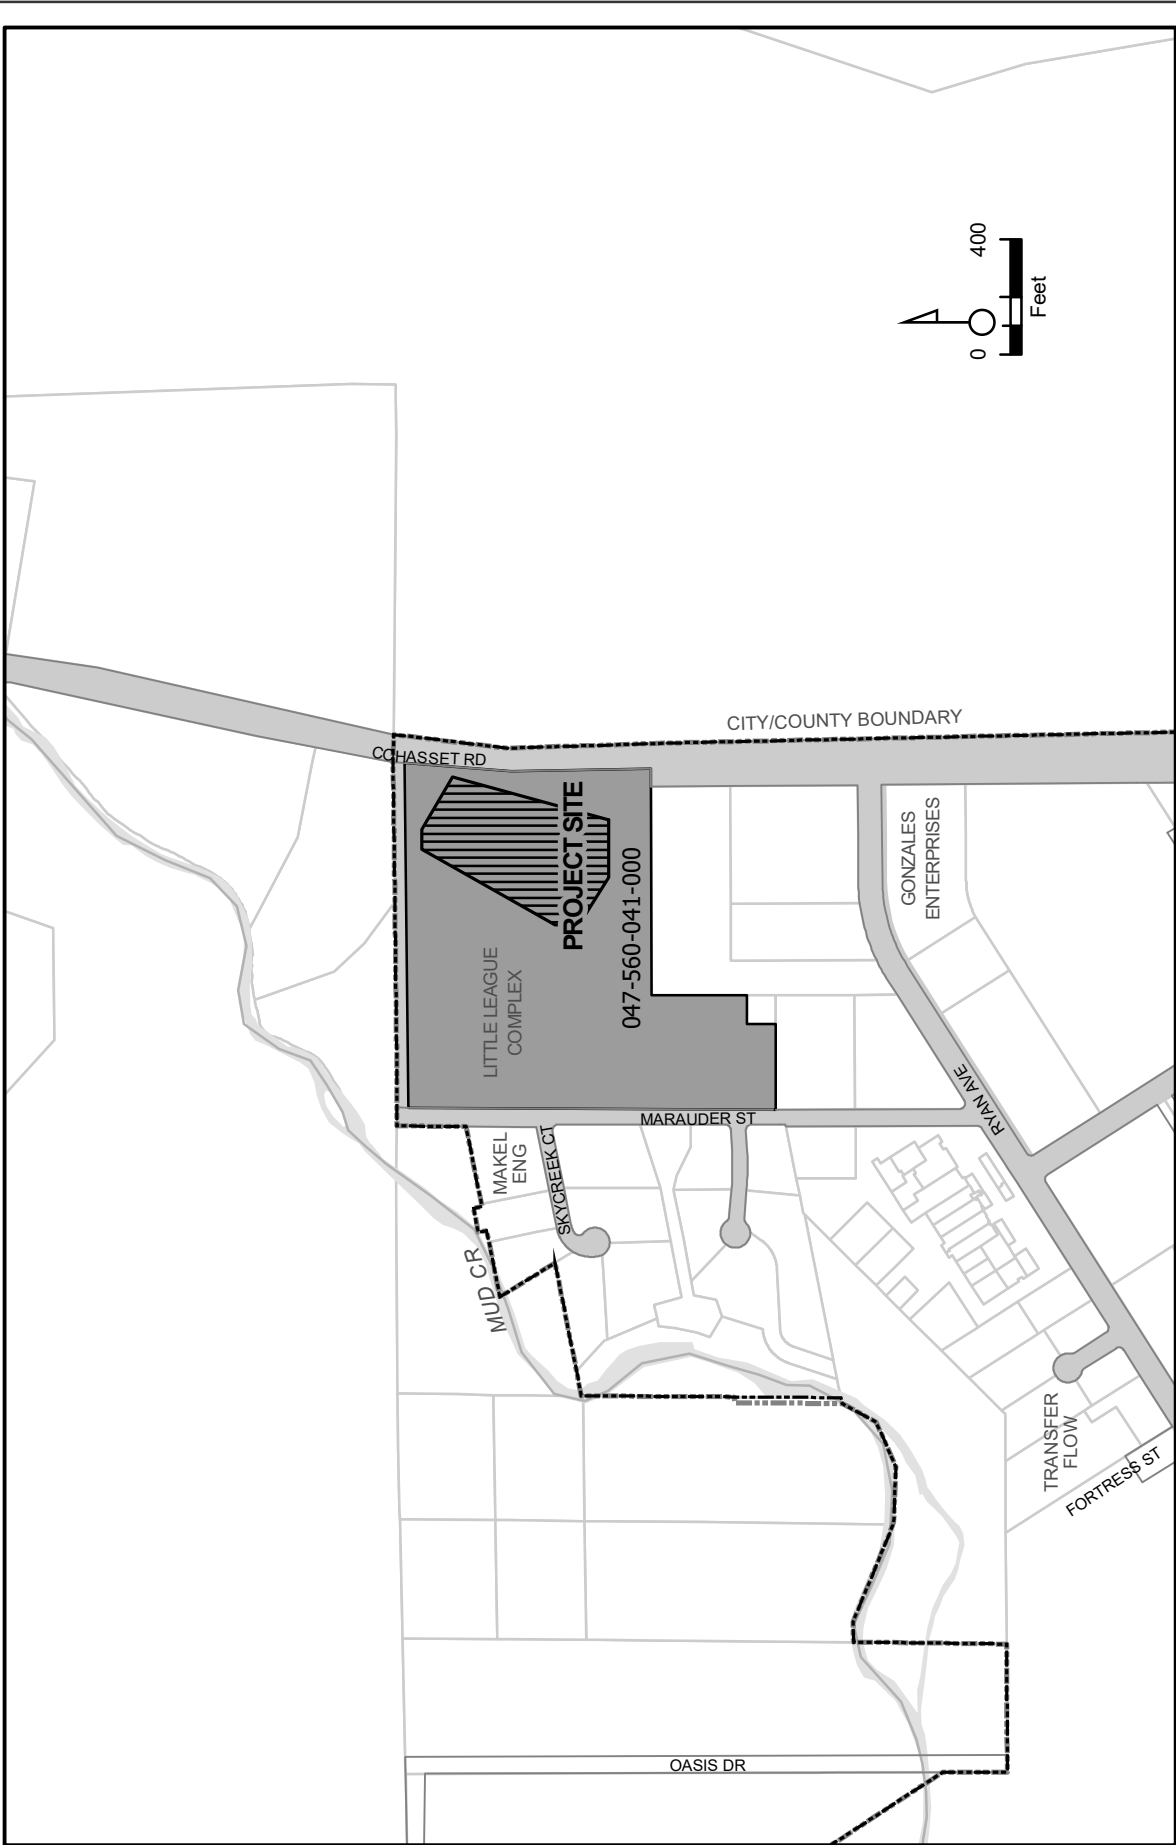 400
0
Feet
CITY/COUNTY BOUNDARY
COHASSET RD
PROJECT SITE
047-560-041-000
LITTLE LEAGUE
COMPLEX
GONZALES
ENTERPRISES
RYAN AVE
MARAUDER ST
MAKEL
ENG
SKYCREEK CT
MUD CR
TRANSFER
FLOW
FORTRESS ST
OASIS DR